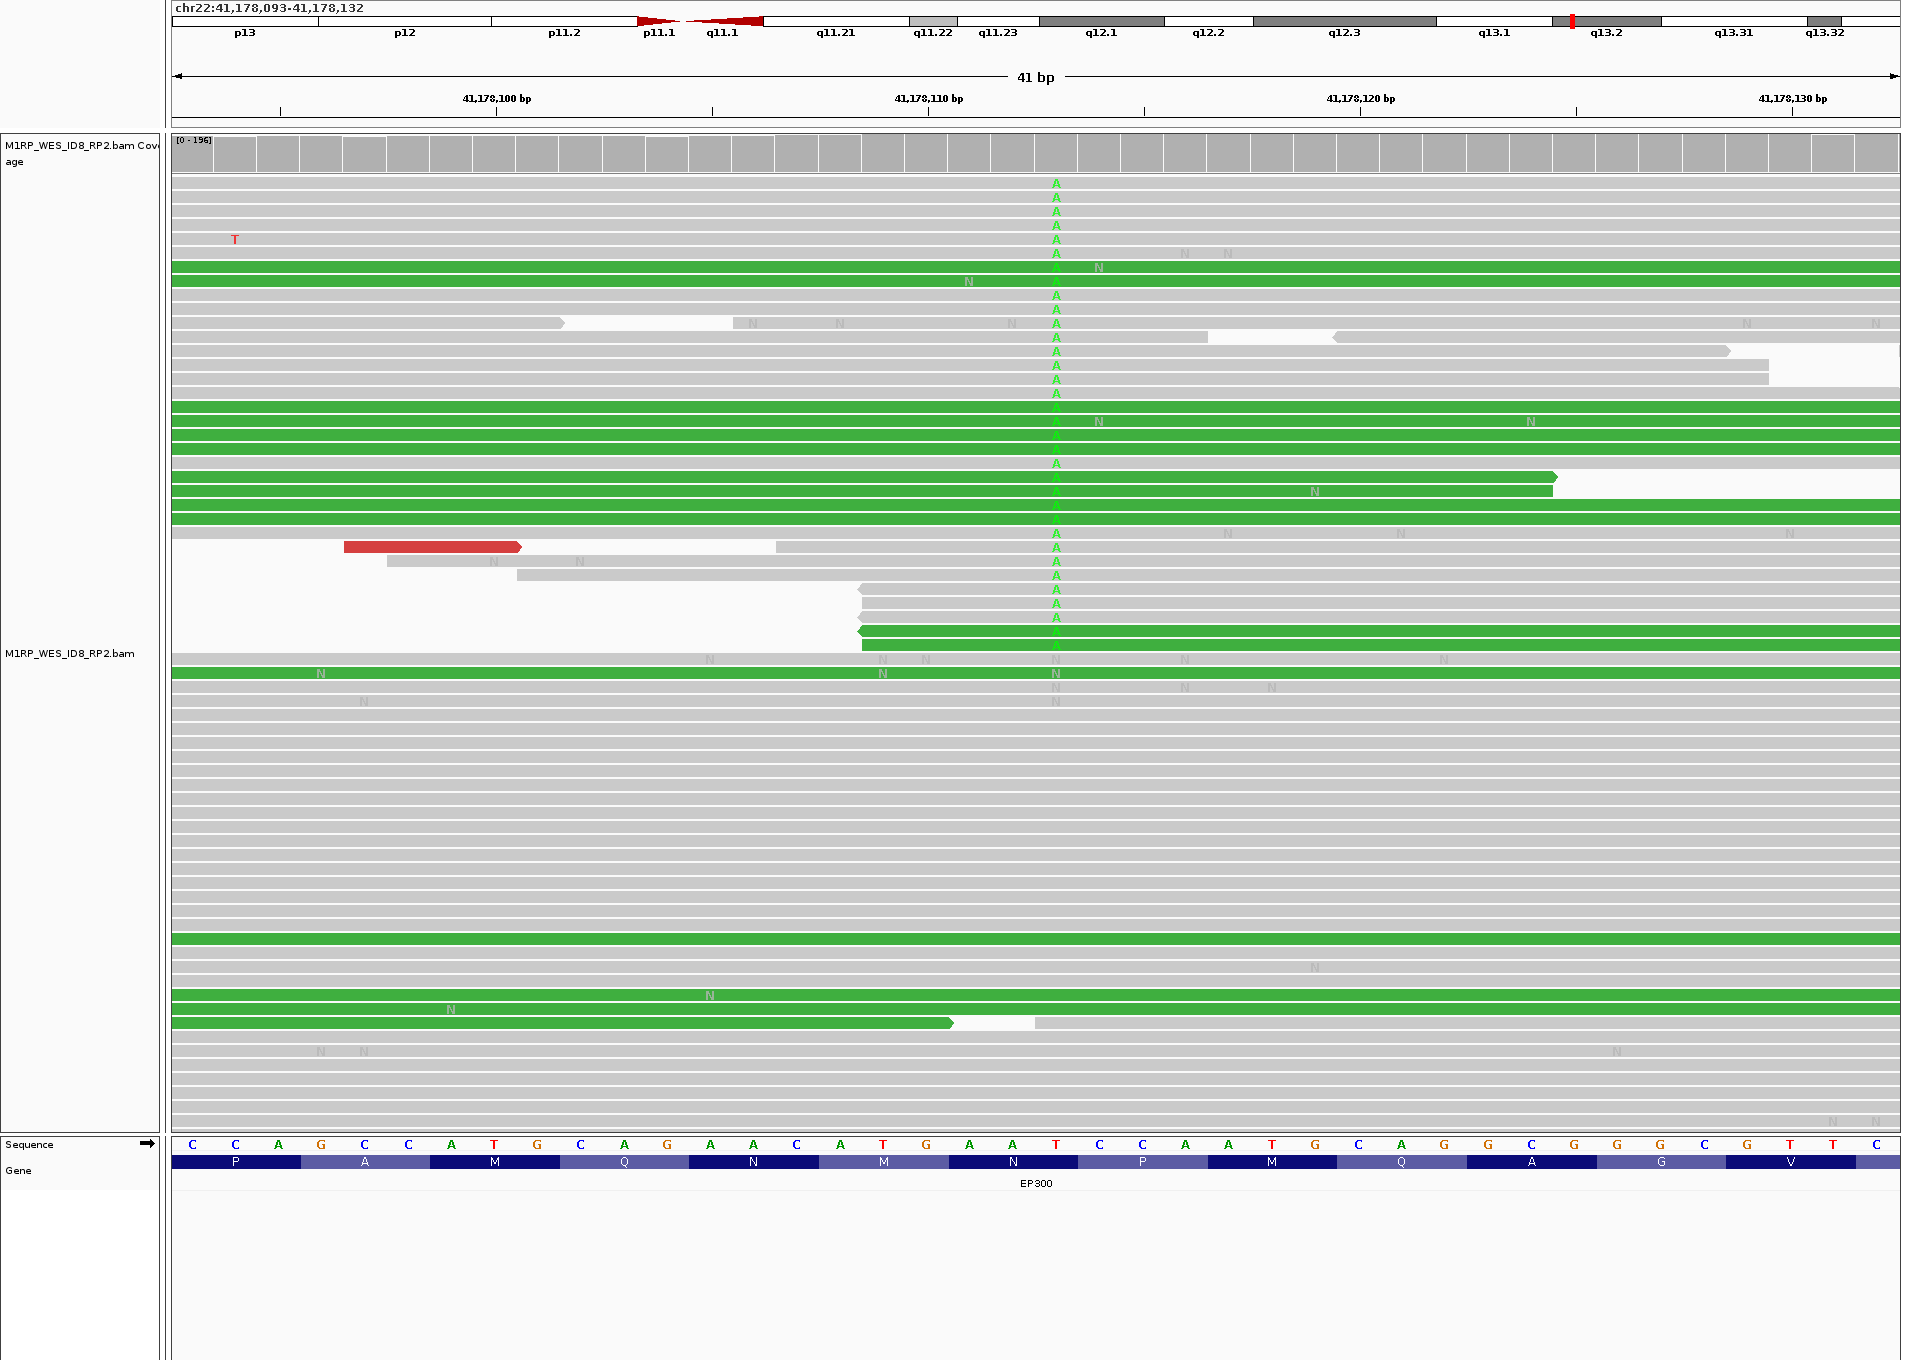 chr22:41,178,093-41,178,132
p13 p12 p11.2 p11.1 q11.1 q11.21 q11.22 q11.23 q12.1 q12.2 q12.3 q13.1 q13.2 q13.31 q13.32
41 bp
41,178,100 bp 41,178,110 bp 41,178,120 bp 41,178,130 bp
M1RP_WES_ID8_RP2.bam Cov
age
[0 - 196]
A
A
A
A
T A
A N N
A N
N A
A
A
N N N A N N
A
A
A
A
A
A
A N N
A
A
A
A
A N
A
A
A N N N
A
N N A
A
A
A
A
A
A
M1RP_WES_ID8_RP2.bam
N N N N N N
N N N
N N N
N N
N
N
N
N N N
N N
Sequence
C C A G C C A T G C A G A A C A T G A A T C C A A T G C A G G C G G G C G T T C
P A M Q N M N P M Q A G V
Gene
EP300